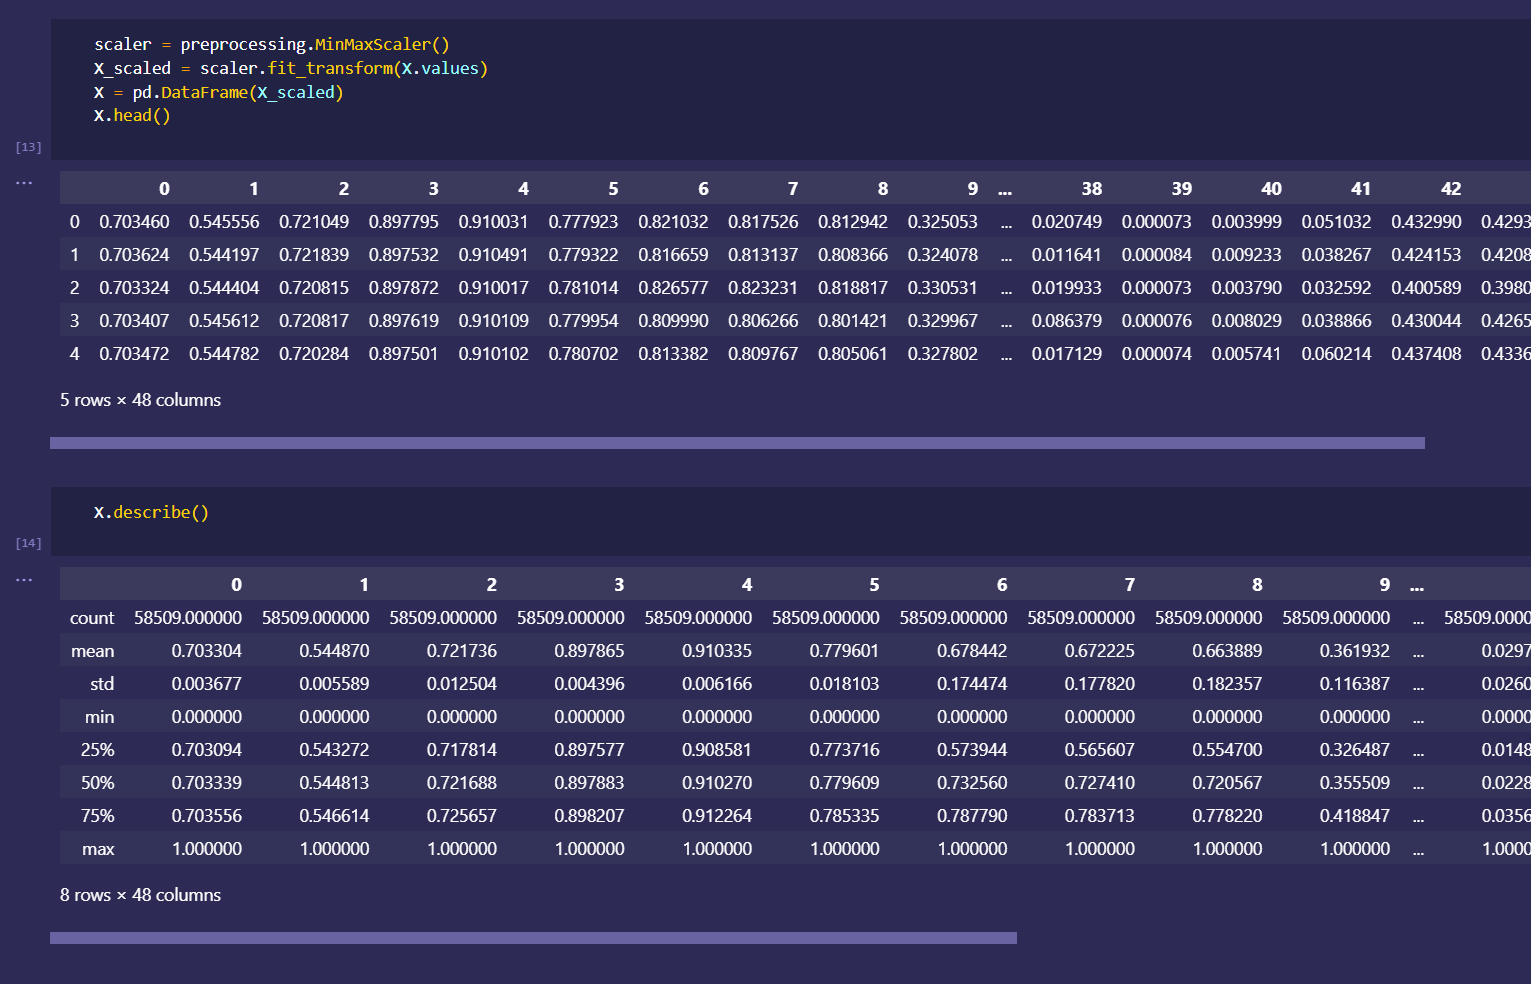 scaler = preprocessing.MinMaxScaler()
X_scaled = scaler.fit_transform(X.values)
X = pd.DataFrame(X_scaled)
X.head()
[13]
...
0 1 2 3 4 5 6 7 8 9 ... 38 39 40 41 42
0 0.703460 0.545556 0.721049 0.897795 0.910031 0.777923 0.821032 0.817526 0.812942 0.325053 ... 0.020749 0.000073 0.003999 0.051032 0.432990 0.4293
1 0.703624 0.544197 0.721839 0.897532 0.910491 0.779322 0.816659 0.813137 0.808366 0.324078 ... 0.011641 0.000084 0.009233 0.038267 0.424153 0.4208
2 0.703324 0.544404 0.720815 0.897872 0.910017 0.781014 0.826577 0.823231 0.818817 0.330531 ... 0.019933 0.000073 0.003790 0.032592 0.400589 0.3980
3 0.703407 0.545612 0.720817 0.897619 0.910109 0.779954 0.809990 0.806266 0.801421 0.329967 ... 0.086379 0.000076 0.008029 0.038866 0.430044 0.4265
4 0.703472 0.544782 0.720284 0.897501 0.910102 0.780702 0.813382 0.809767 0.805061 0.327802 ... 0.017129 0.000074 0.005741 0.060214 0.437408 0.4336
5 rows × 48 columns
X.describe()
[14]
...
0 1 2 3 4 5 6 7 8 9 ...
count 58509.000000 58509.000000 58509.000000 58509.000000 58509.000000 58509.000000 58509.000000 58509.000000 58509.000000 58509.000000 ... 58509.0000
mean 0.703304 0.544870 0.721736 0.897865 0.910335 0.779601 0.678442 0.672225 0.663889 0.361932 ... 0.0297
std 0.003677 0.005589 0.012504 0.004396 0.006166 0.018103 0.174474 0.177820 0.182357 0.116387 ... 0.0260
min 0.000000 0.000000 0.000000 0.000000 0.000000 0.000000 0.000000 0.000000 0.000000 0.000000 ... 0.0000
25% 0.703094 0.543272 0.717814 0.897577 0.908581 0.773716 0.573944 0.565607 0.554700 0.326487 ... 0.0148
50% 0.703339 0.544813 0.721688 0.897883 0.910270 0.779609 0.732560 0.727410 0.720567 0.355509 ... 0.0228
75% 0.703556 0.546614 0.725657 0.898207 0.912264 0.785335 0.787790 0.783713 0.778220 0.418847 ... 0.0356
max 1.000000 1.000000 1.000000 1.000000 1.000000 1.000000 1.000000 1.000000 1.000000 1.000000 ... 1.0000
8 rows × 48 columns